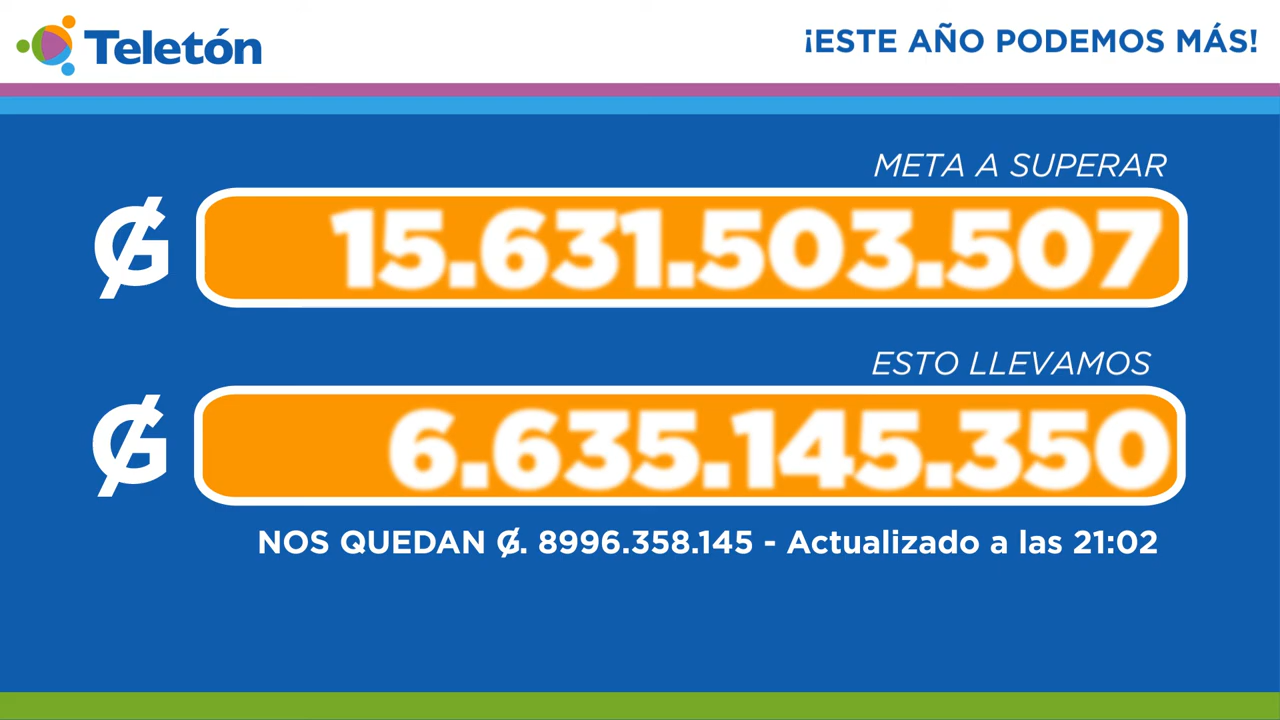 Teletón
¡ESTE AÑO PODEMOS MÁS!
META A SUPERAR
₲ 15.631.503.507
ESTO LLEVAMOS
₲ 6.635.145.350
NOS QUEDAN ₲. 8996.358.145 - Actualizado a las 21:02